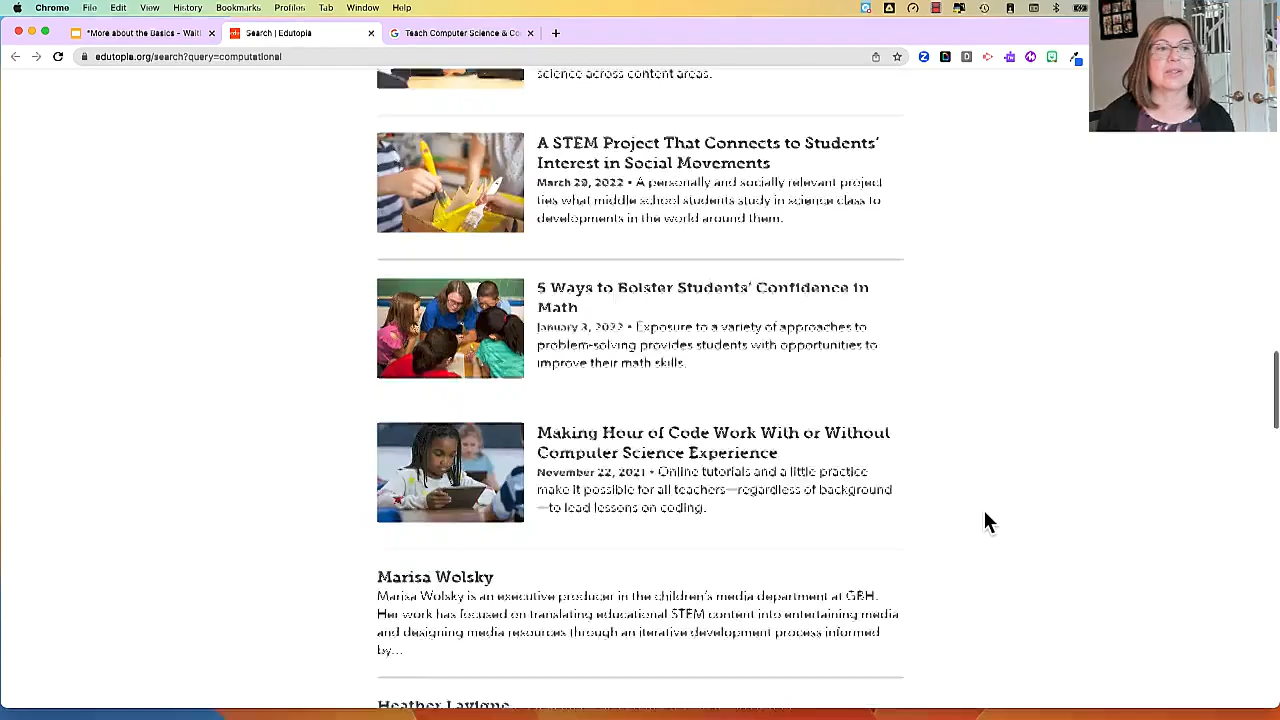 Chrome File Edit View History Bookmarks Profiles Tab Window Help
*More about the Basics - Wait Search | Edutopia Teach Computer Science & Co
edutopia.org/search?query=computational
science across content areas.
A STEM Project That Connects to Students'
Interest in Social Movements
March 29, 2022 • A personally and socially relevant project
ties what middle school students study in science class to
developments in the world around them.
5 Ways to Bolster Students' Confidence in
Math
January 3, 2022 • Exposure to a variety of approaches to
problem-solving provides students with opportunities to
improve their math skills.
Making Hour of Code Work With or Without
Computer Science Experience
November 22, 2021 • Online tutorials and a little practice
make it possible for all teachers—regardless of background
—to lead lessons on coding.
Marisa Wolsky
Marisa Wolsky is an executive producer in the children's media department at GBH.
Her work has focused on translating educational STEM content into entertaining media
and designing media resources through an iterative development process informed
by...
Heather Lavigne